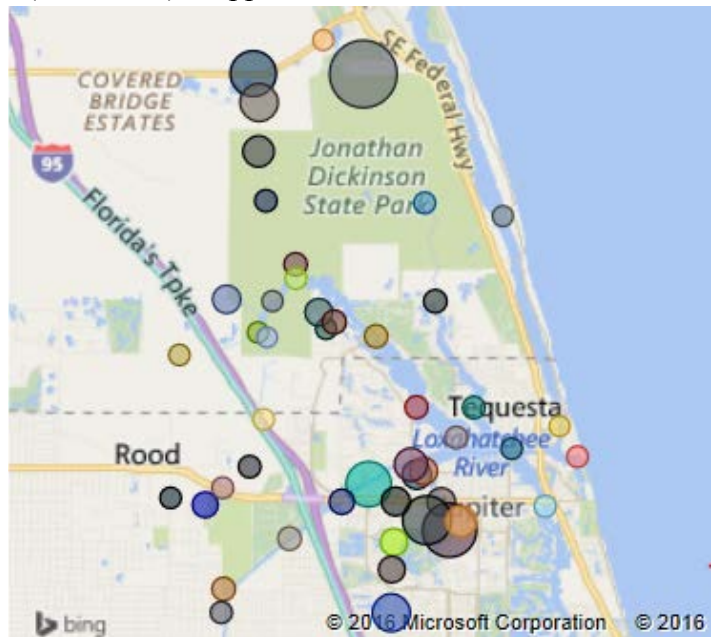 SE Federal Hwy
COVERED
BRIDGE
ESTATES
Jonathan
Dickinson
State Park
95
Florida's Tpke
Tequesta
Loxahatchee
River
Rood
bing
© 2016 Microsoft Corporation © 2016